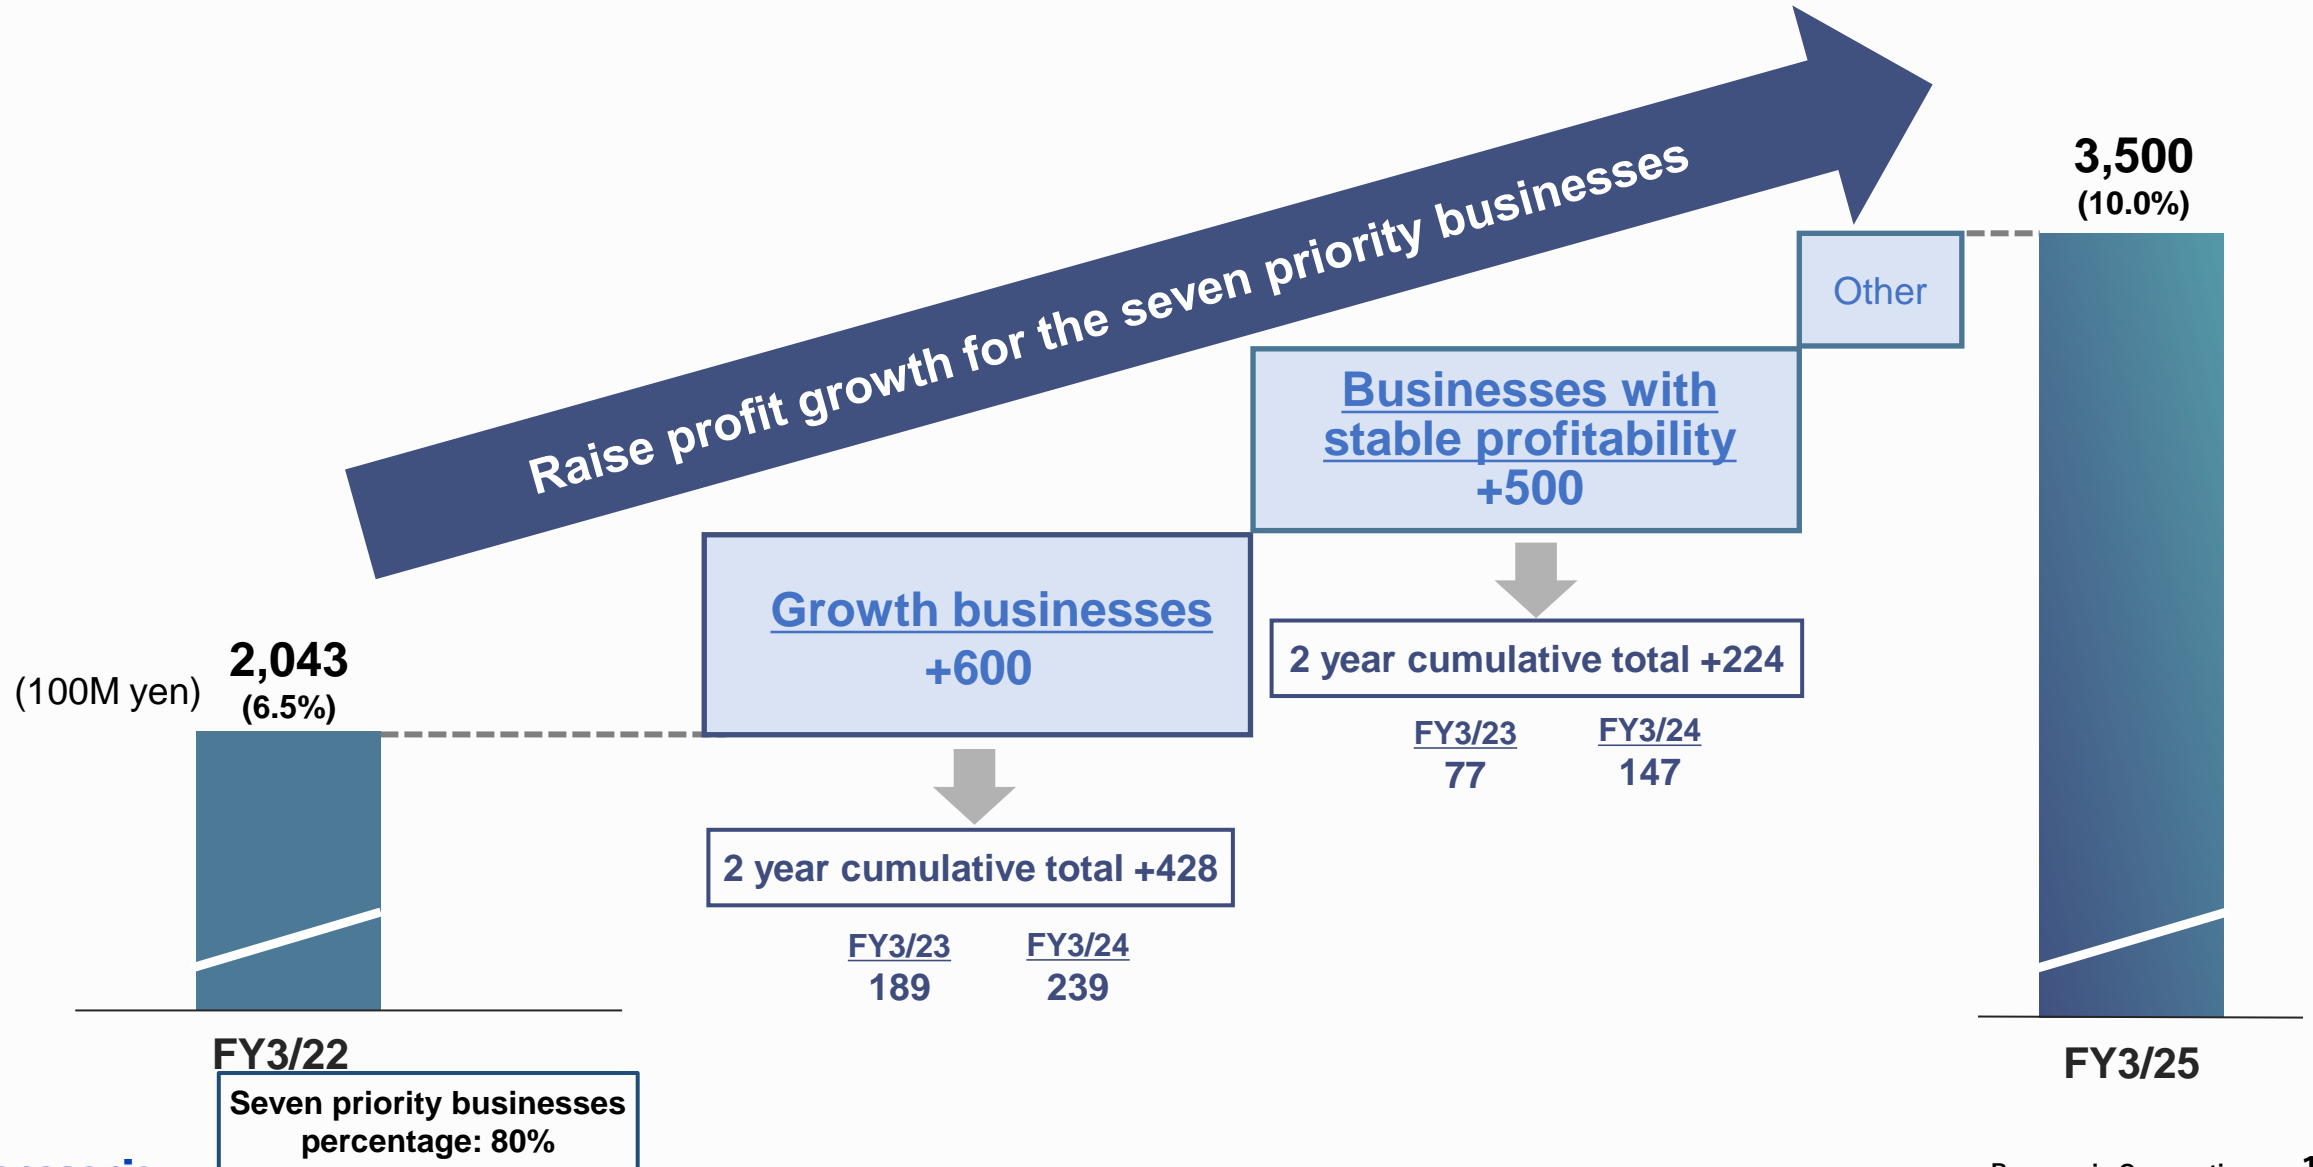 Raise profit growth for the seven priority businesses
3,500
(10.0%)
Other
Businesses with
stable profitability
+500
Growth businesses
+600
2 year cumulative total +224
FY3/23
FY3/24
77
147
2,043
(100M yen)
(6.5%)
2 year cumulative total +428
FY3/23
FY3/24
189
239
FY3/22
FY3/25
Seven priority businesses
percentage: 80%